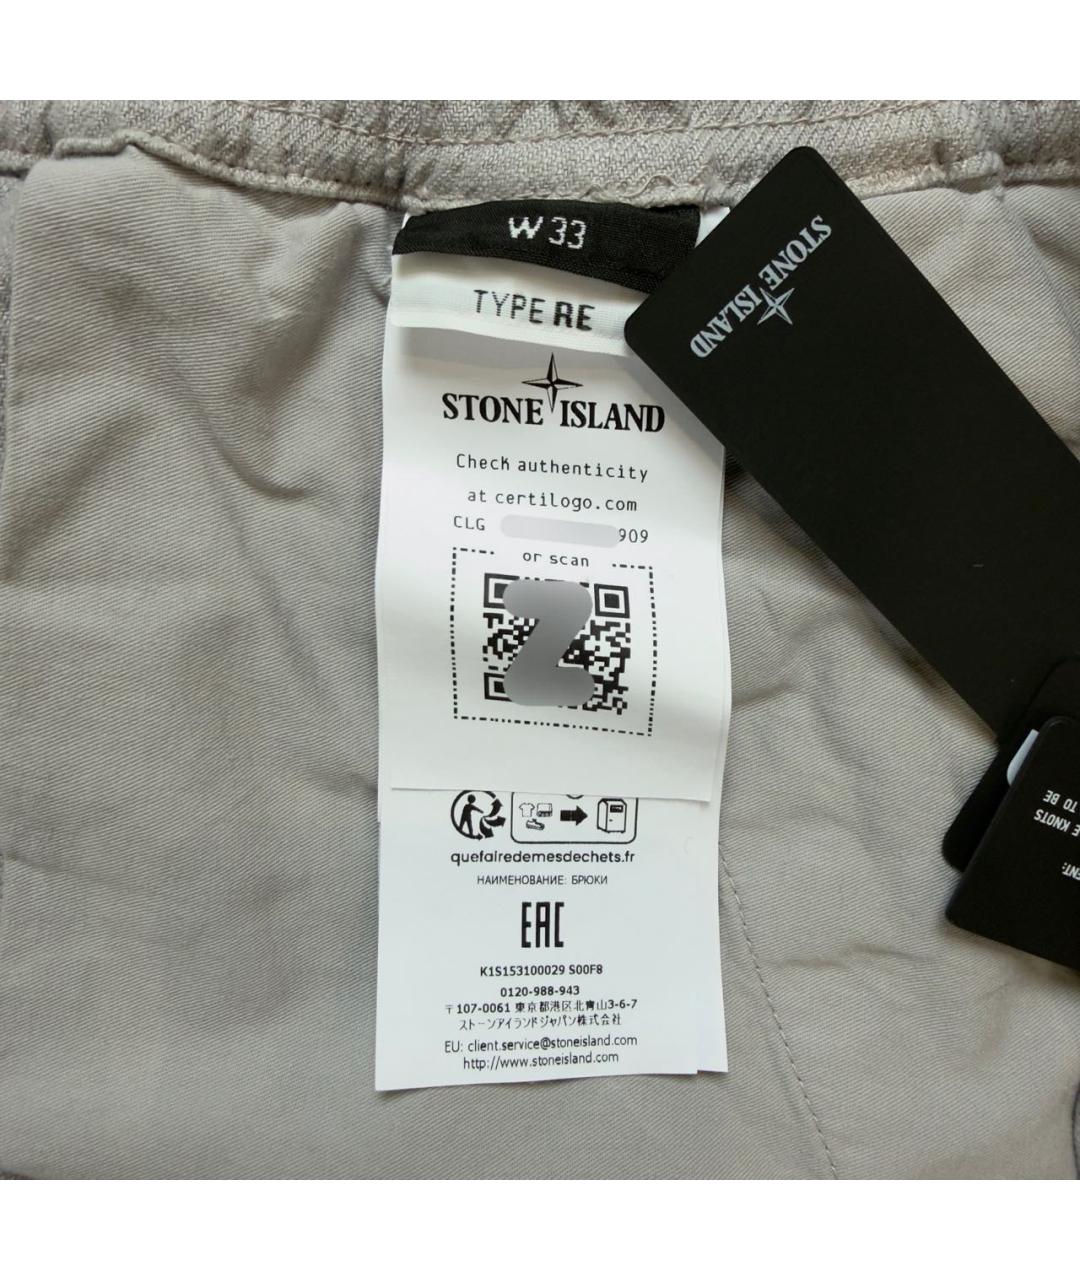 W 33
TYPE RE
STONE ISLAND
Check authenticity
at certilogo.com
CLG 909
or scan
quefairedemesdechets.fr
НАИМЕНОВАНИЕ: БРЮКИ
EAC
K1S153100029 S00F8
0120-988-943
〒107-0061 東京都港区北青山3-6-7
ストーンアイランドジャパン株式会社
EU: client.service@stoneisland.com
http://www.stoneisland.com
STONE ISLAND
KNOTS
TO BE